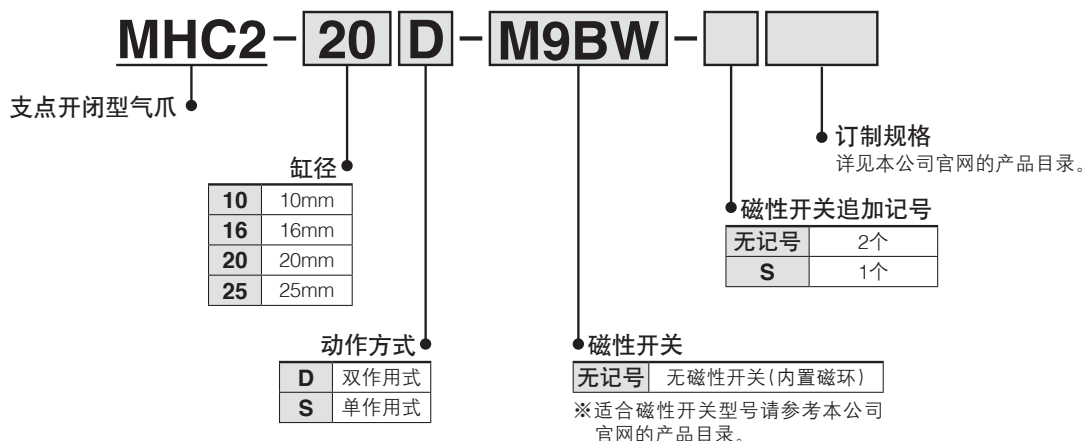 MHC2-20 D-M9BW-
支点开闭型气爪
订制规格
详见本公司官网的产品目录。
缸径
10 10mm
16 16mm
20 20mm
25 25mm
磁性开关追加记号
无记号 2个
S 1个
动作方式
D 双作用式
S 单作用式
磁性开关
无记号 无磁性开关(内置磁环)
※适合磁性开关型号请参考本公司
官网的产品目录。